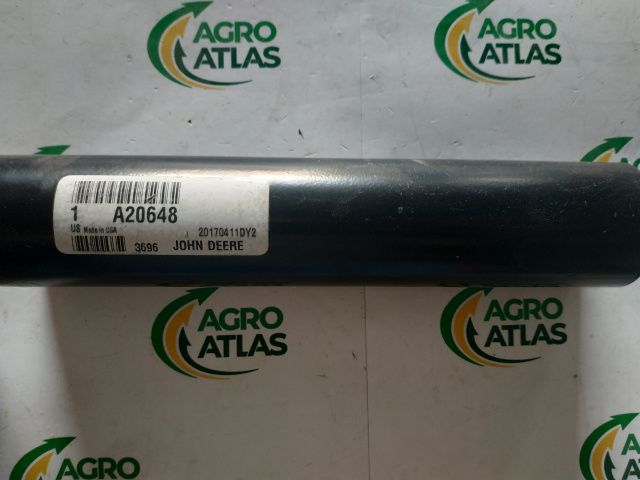 AGRO
ATLAS
AGRO
ATLAS
1 A20648
US Made in USA
20170411DY2
3696 JOHN DEERE
AGRO
ATLAS
AGRO
ATLAS
AGRO
AGRO